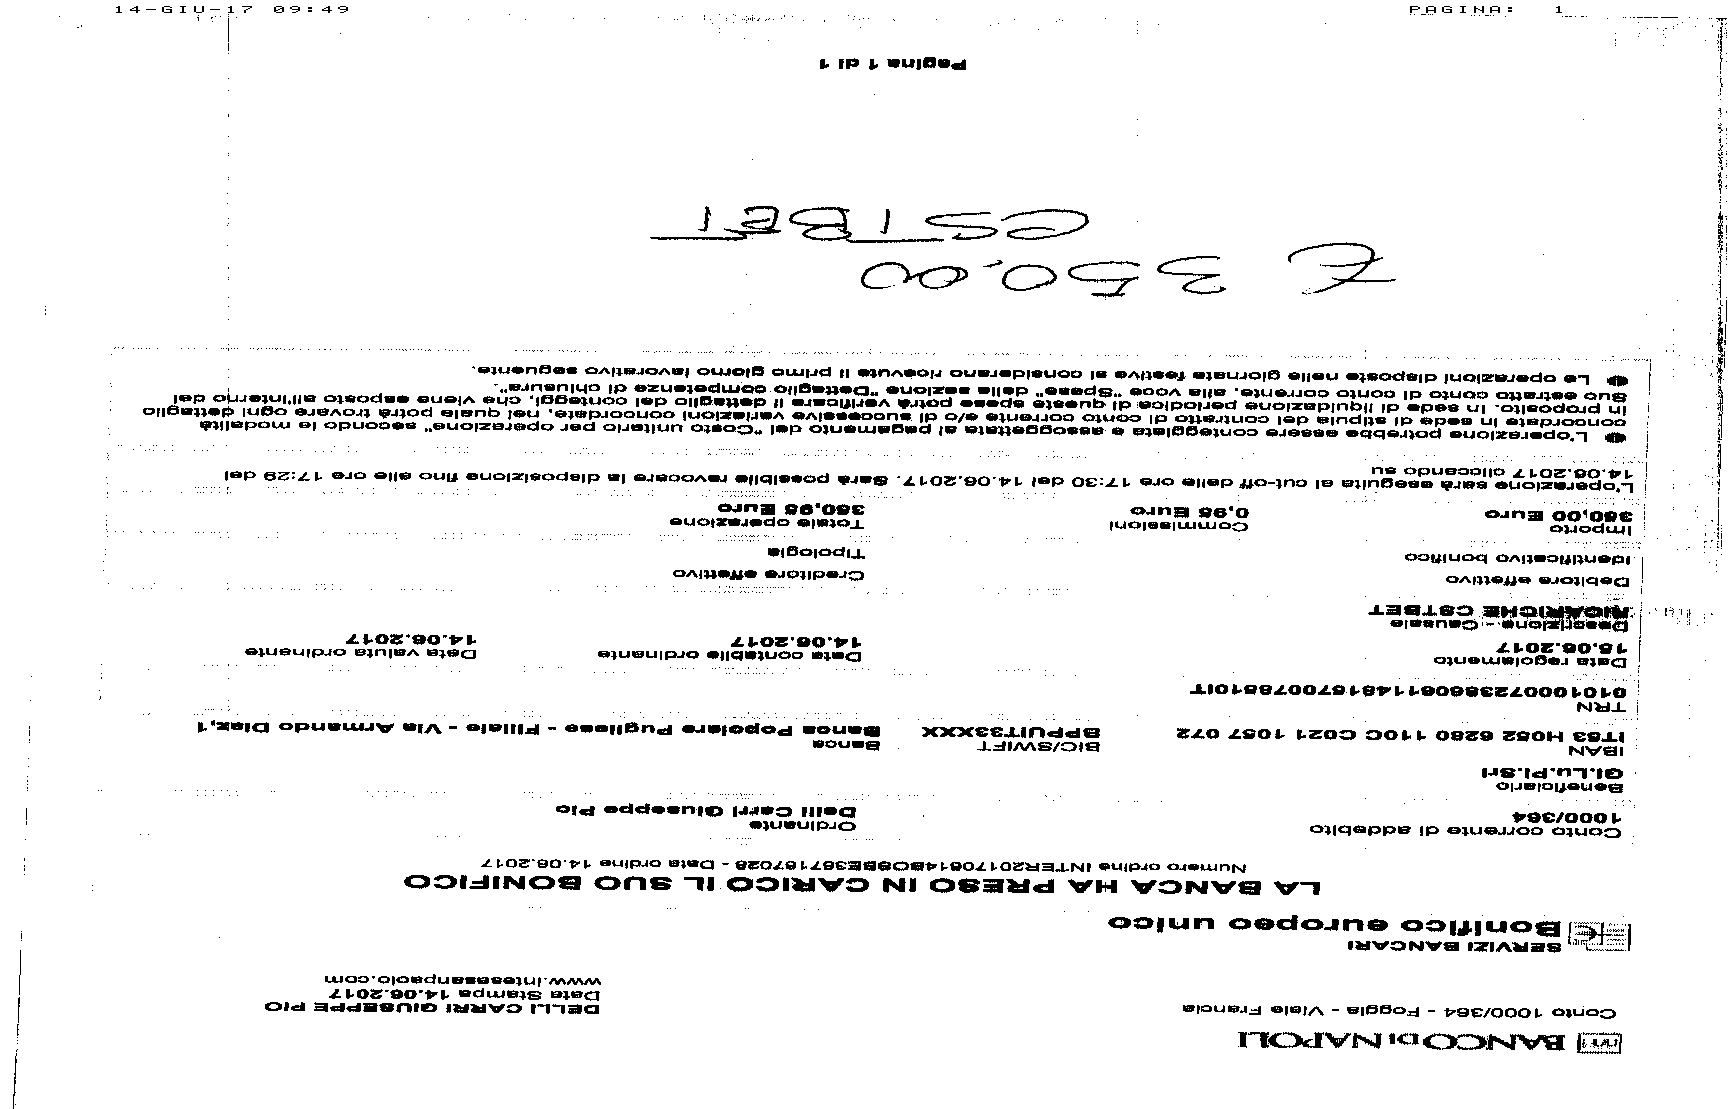 14-GIU-17 09:49 PAGINA: 1
BANCO DI NAPOLI
Conto 1000/364 - Foggia - Viale Francia
DELLI CARRI GIUSEPPE PIO
Data Stampa 14.06.2017
www.intesasanpaolo.com
SERVIZI BANCARI
Bonifico europeo unico
LA BANCA HA PRESO IN CARICO IL SUO BONIFICO
Numero ordine - Data ordine 14.06.2017
Conto corrente di addebito Ordinante
1000/364 Delli Carri Giuseppe Pio
Beneficiario
Gi.Lu.Pi.Srl
IBAN BIC/SWIFT Banca
IT53 H052 6280 110C C021 1057 072 BPPUIT33XXX Banca Popolare Pugliese - Filiale - Via Armando Diaz,1
TRN
Data regolamento Data contabile ordinante Data valuta ordinante
15.06.2017 14.06.2017 14.06.2017
Descrizione - Causale
RICARICHE CSTBET
Debitore effettivo Creditore effettivo
Identificativo bonifico Tipologia
Importo Commissioni Totale operazione
350,00 Euro 0,95 Euro 350,95 Euro
L'operazione sarà eseguita al cut-off delle ore 17:30 del 14.06.2017. Sarà possibile revocare la disposizione fino alle ore 17:29 del
14.06.2017 cliccando su
L'operazione potrebbe essere conteggiata e assoggettata al pagamento del "Costo unitario per operazione" secondo le modalità
concordate in sede di stipula del contratto di conto corrente e/o di successive variazioni concordate, nel quale potrà trovare ogni dettaglio
in proposito. In sede di liquidazione periodica di queste spese potrà verificare il dettaglio dei conteggi, che viene esposto all'interno del
Suo estratto conto di conto corrente, alla voce "Spese" della sezione "Dettaglio competenze di chiusura".
Le operazioni disposte nelle giornate festive si considerano ricevute il primo giorno lavorativo seguente.
€ 350,00
CSTBET
Pagina 1 di 1